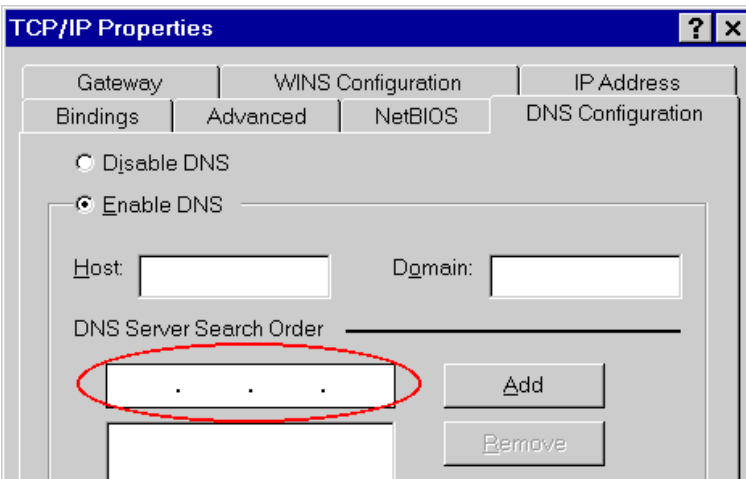 TCP/IP Properties
Gateway WINS Configuration IP Address
Bindings Advanced NetBIOS DNS Configuration
Disable DNS
Enable DNS
Host: Domain:
DNS Server Search Order
. . . Add
Remove